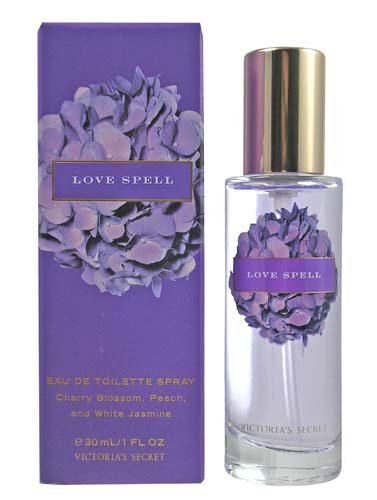 LOVE SPELL
EAU DE TOILETTE SPRAY
Cherry Blossom, Peach,
and White Jasmine
℮30mL/1 FL OZ
VICTORIA'S SECRET
LOVE SPELL
VICTORIA'S SECRET